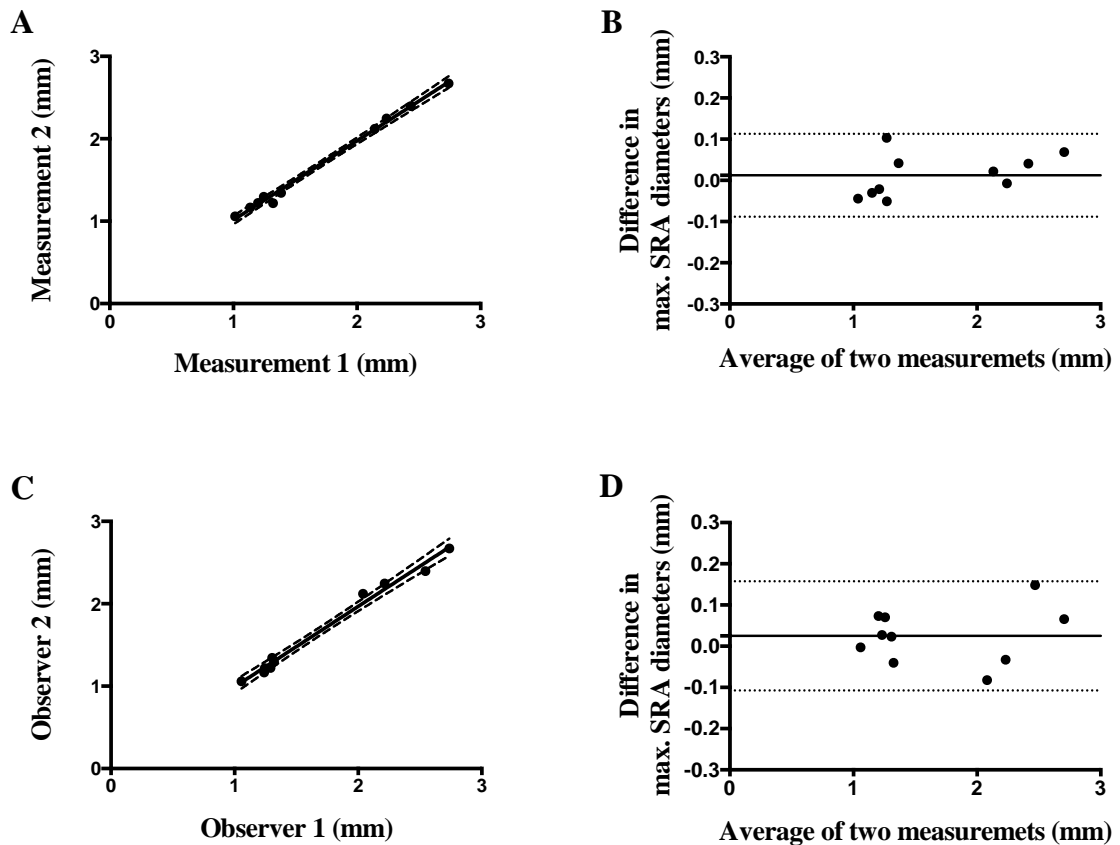 A
Measurement 2 (mm)
3
2
1
0
0
1
2
3
Measurement 1 (mm)
B
Difference in
max. SRA diameters (mm)
0.3
0.2
0.1
0.0
-0.1
-0.2
-0.3
0
1
2
3
Average of two measuremets (mm)
C
Observer 2 (mm)
3
2
1
0
0
1
2
3
Observer 1 (mm)
D
Difference in
max. SRA diameters (mm)
0.3
0.2
0.1
0.0
-0.1
-0.2
-0.3
0
1
2
3
Average of two measuremets (mm)